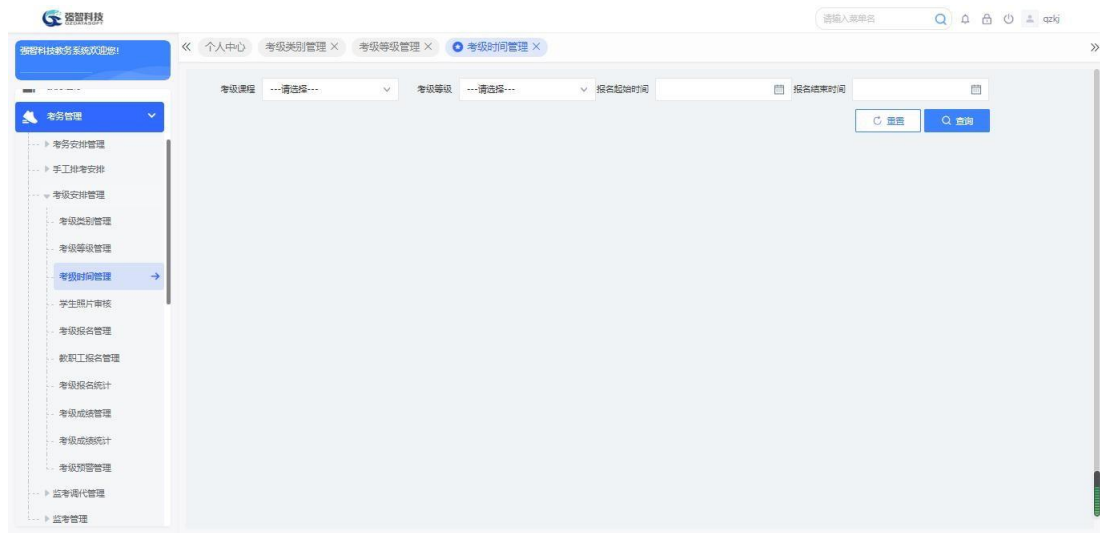 强智科技
QZDATASOFT
请输入菜单名
qzkj
强智科技教务系统欢迎您!
个人中心 考级类别管理 × 考级等级管理 × 考级时间管理 ×
考级课程 ---请选择--- 考级等级 ---请选择--- 报名起始时间 报名结束时间
重置 查询
考务管理
考务安排管理
手工排考安排
考级安排管理
考级类别管理
考级等级管理
考级时间管理
学生照片审核
考级报名管理
教职工报名管理
考级报名统计
考级成绩管理
考级成绩统计
考级预警管理
监考调代管理
监考管理